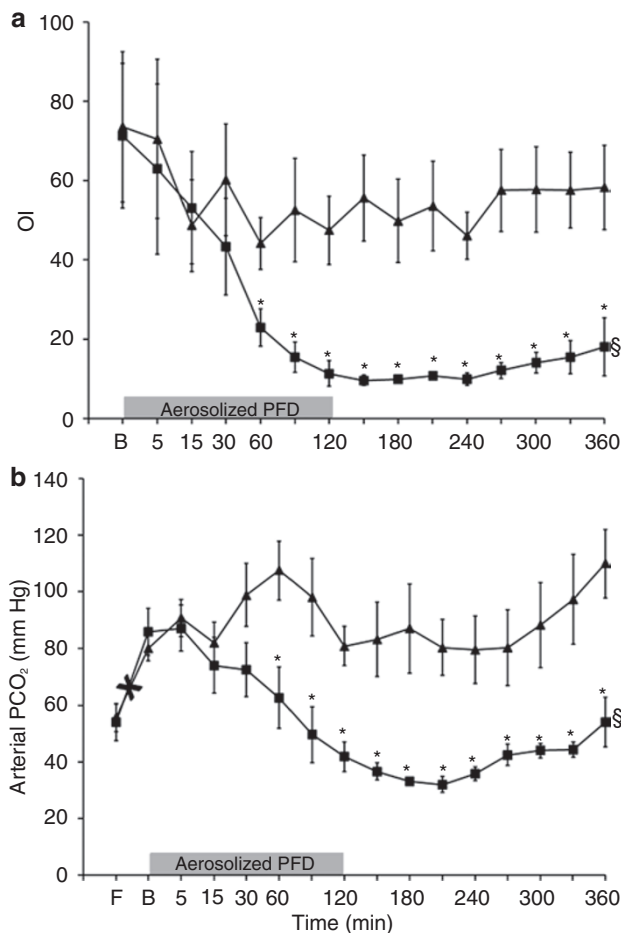 a
100
80
60
40
20
0
OI
* * * * * * * * * * *
§
Aerosolized PFD
B 5 15 30 60 120 180 240 300 360
b
140
120
100
80
60
40
20
0
Arterial PCO₂ (mm Hg)
* * * * * * * * * * *
§
Aerosolized PFD
F B 5 15 30 60 120 180 240 300 360
Time (min)